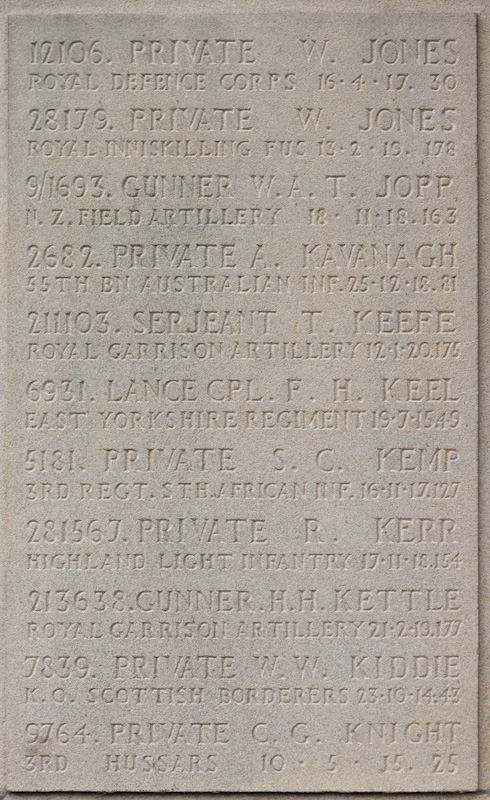 12106. PRIVATE W. JONES
ROYAL DEFENCE CORPS 16·4·17. 30
28179. PRIVATE W. JONES
ROYAL INNISKILLING FUS 13·2·19. 178
9/1693. GUNNER W. A. T. JOPP
N. Z. FIELD ARTILLERY 18·11·18. 163
2682. PRIVATE A. KAVANAGH
55TH BN AUSTRALIAN INF. 25·12·18. 81
211103. SERJEANT T. KEEFE
ROYAL GARRISON ARTILLERY 12·1·20. 175
6931. LANCE CPL. F. H. KEEL
EAST YORKSHIRE REGIMENT 19·7·15 49
5181. PRIVATE S. C. KEMP
3RD REGT. STH. AFRICAN INF. 16·11·17. 127
281567. PRIVATE R. KERR
HIGHLAND LIGHT INFANTRY 17·11·18. 154
213638. GUNNER. H. H. KETTLE
ROYAL GARRISON ARTILLERY 21·2·19. 177
7839. PRIVATE W. W. KIDDIE
K. O. SCOTTISH BORDERERS 23·10·14. 43
9764. PRIVATE C. G. KNIGHT
3RD HUSSARS 10·5·15. 25